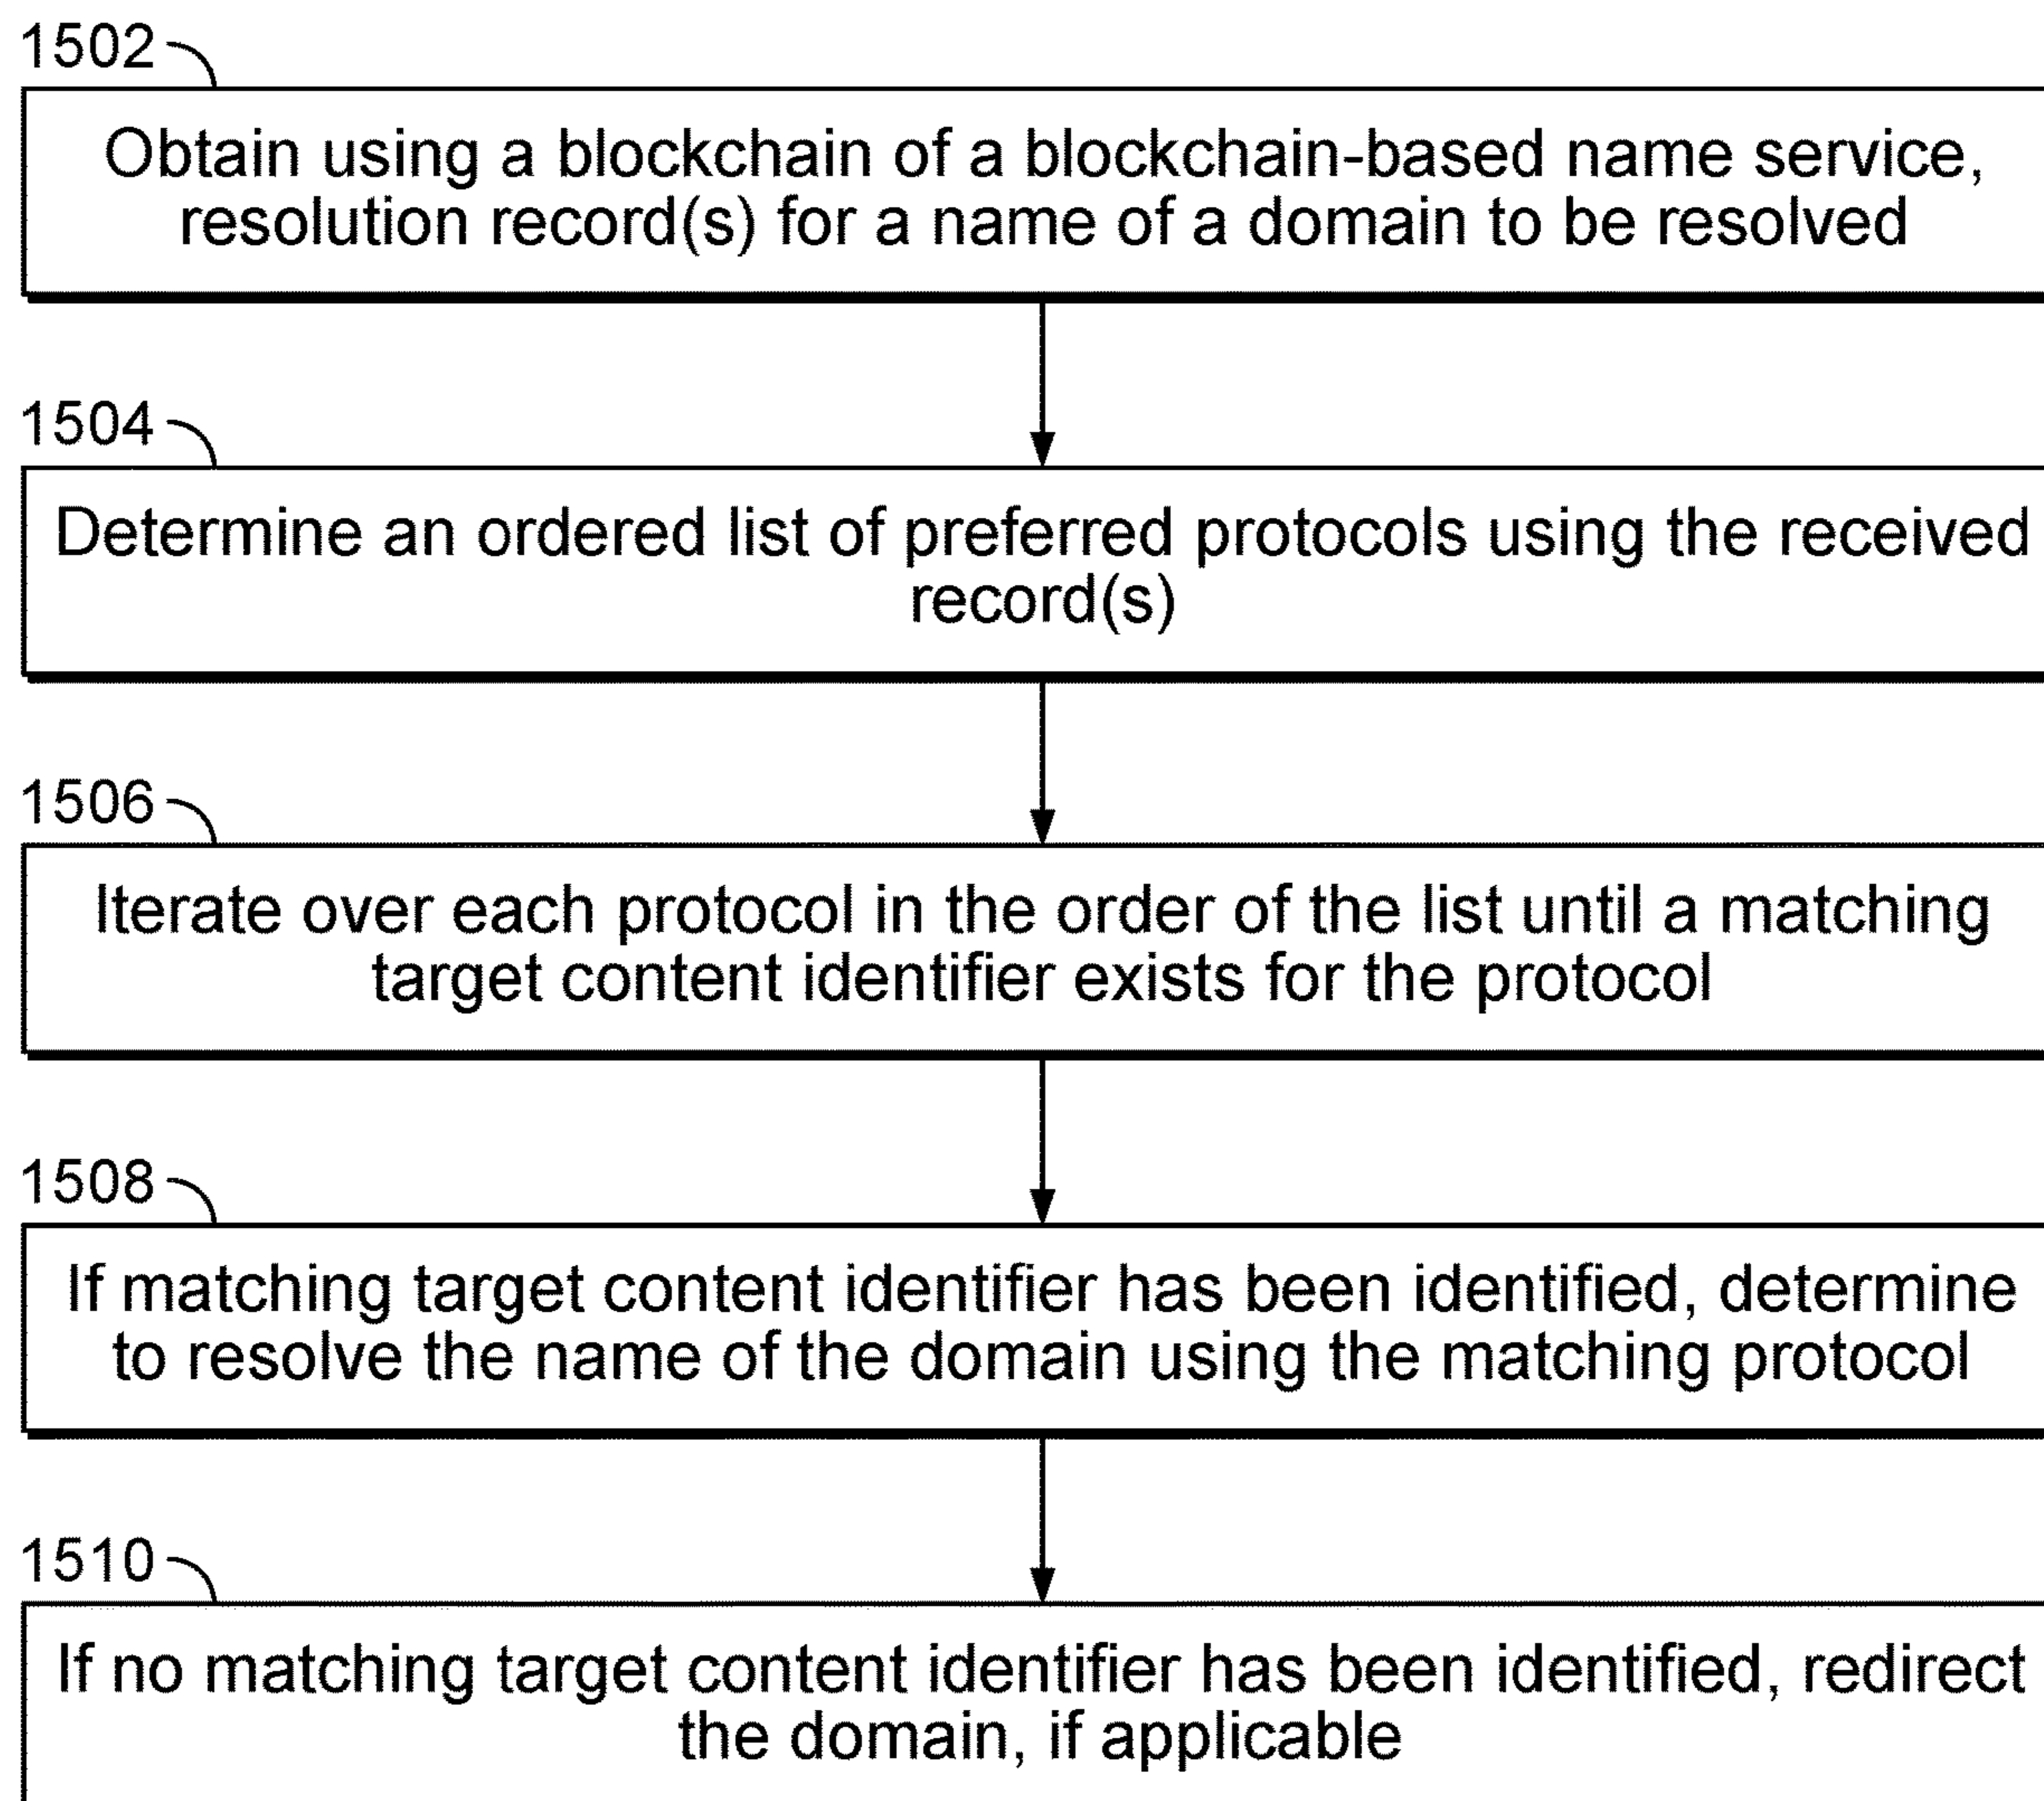 1502
Obtain using a blockchain of a blockchain-based name service,
resolution record(s) for a name of a domain to be resolved
1504
Determine an ordered list of preferred protocols using the received
record(s)
1506
Iterate over each protocol in the order of the list until a matching
target content identifier exists for the protocol
1508
If matching target content identifier has been identified, determine
to resolve the name of the domain using the matching protocol
1510
If no matching target content identifier has been identified, redirect
the domain, if applicable